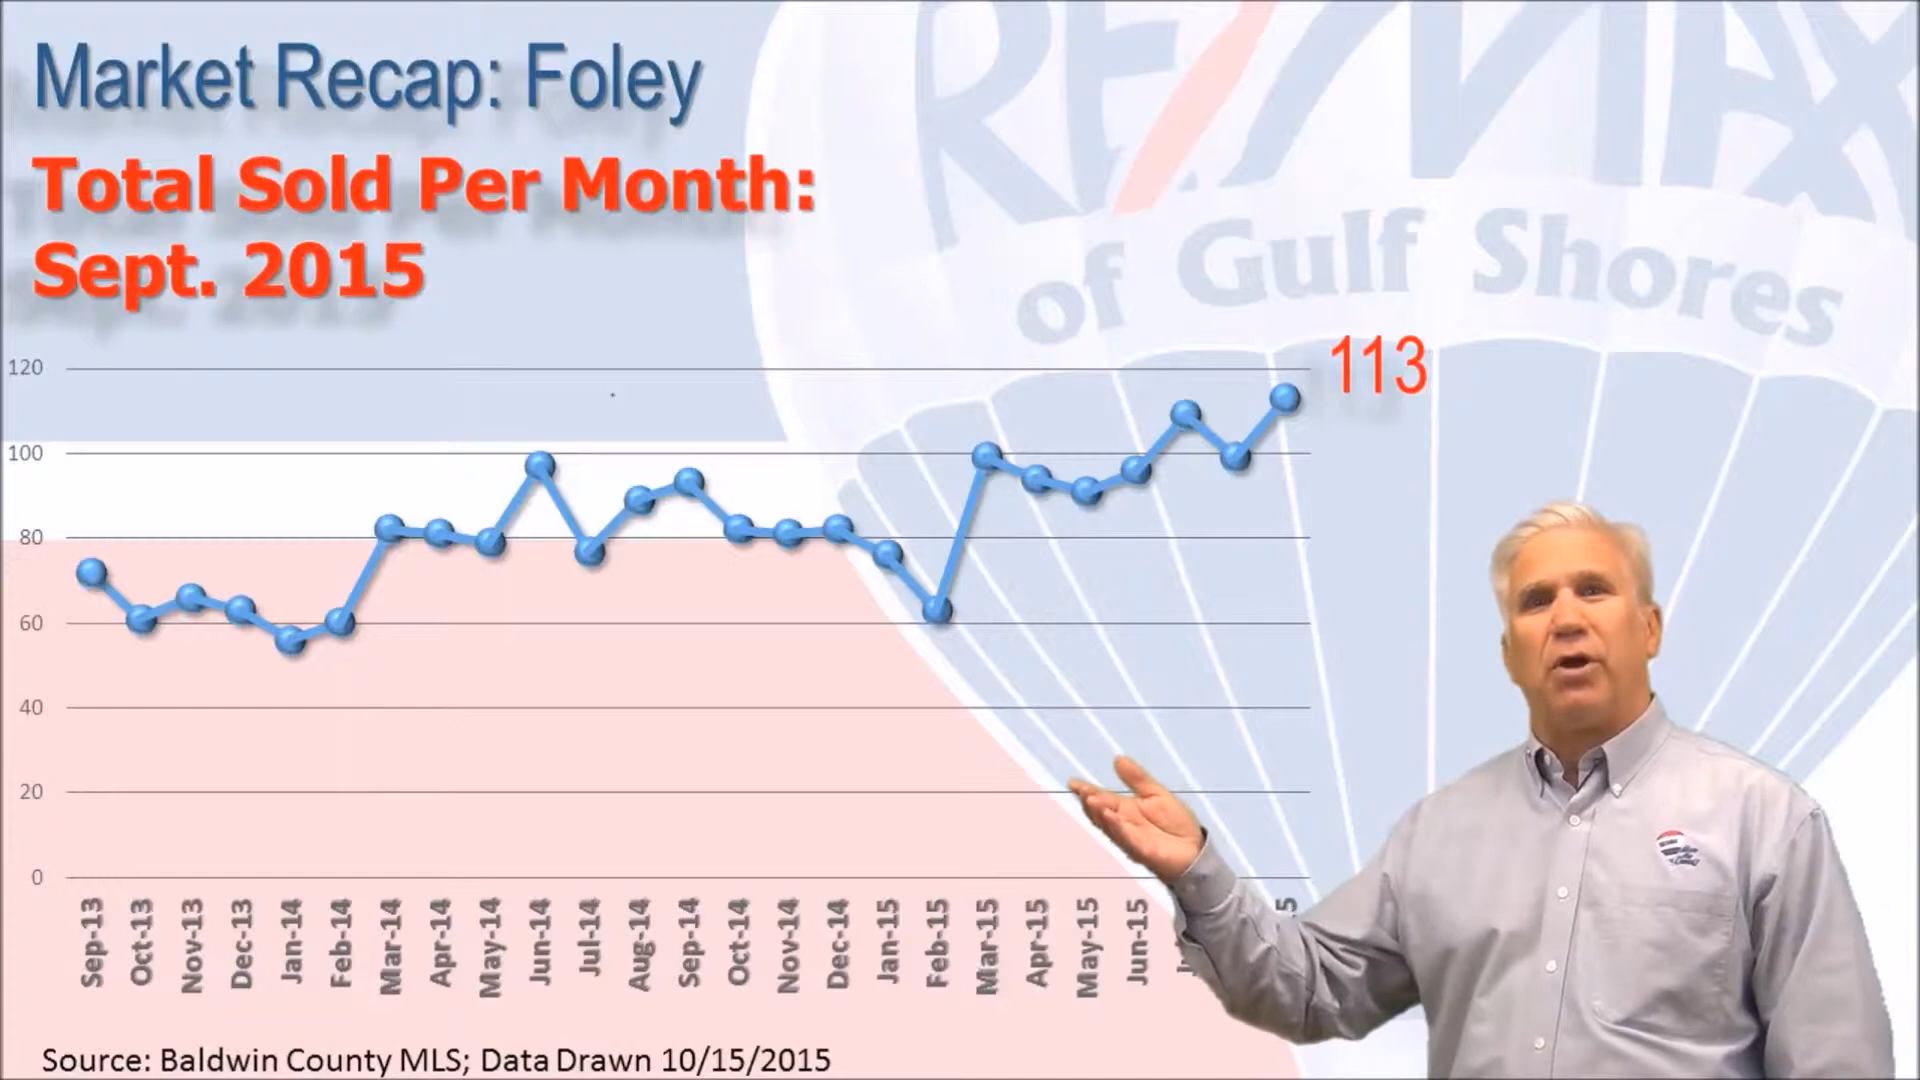 RE/MAX
of Gulf Shores
Market Recap: Foley
Total Sold Per Month:
Sept. 2015
113
120
100
80
60
40
20
0
Sep-13
Oct-13
Nov-13
Dec-13
Jan-14
Feb-14
Mar-14
Apr-14
May-14
Jun-14
Jul-14
Aug-14
Sep-14
Oct-14
Nov-14
Dec-14
Jan-15
Feb-15
Mar-15
Apr-15
May-15
Jun-15
Source: Baldwin County MLS; Data Drawn 10/15/2015